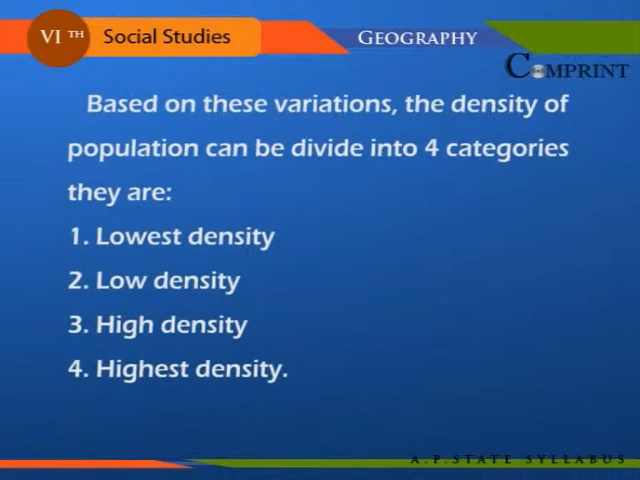 VI TH Social Studies GEOGRAPHY
COMPRINT
Based on these variations, the density of
population can be divide into 4 categories
they are:
1. Lowest density
2. Low density
3. High density
4. Highest density.
A.P.STATE SYLLABUS